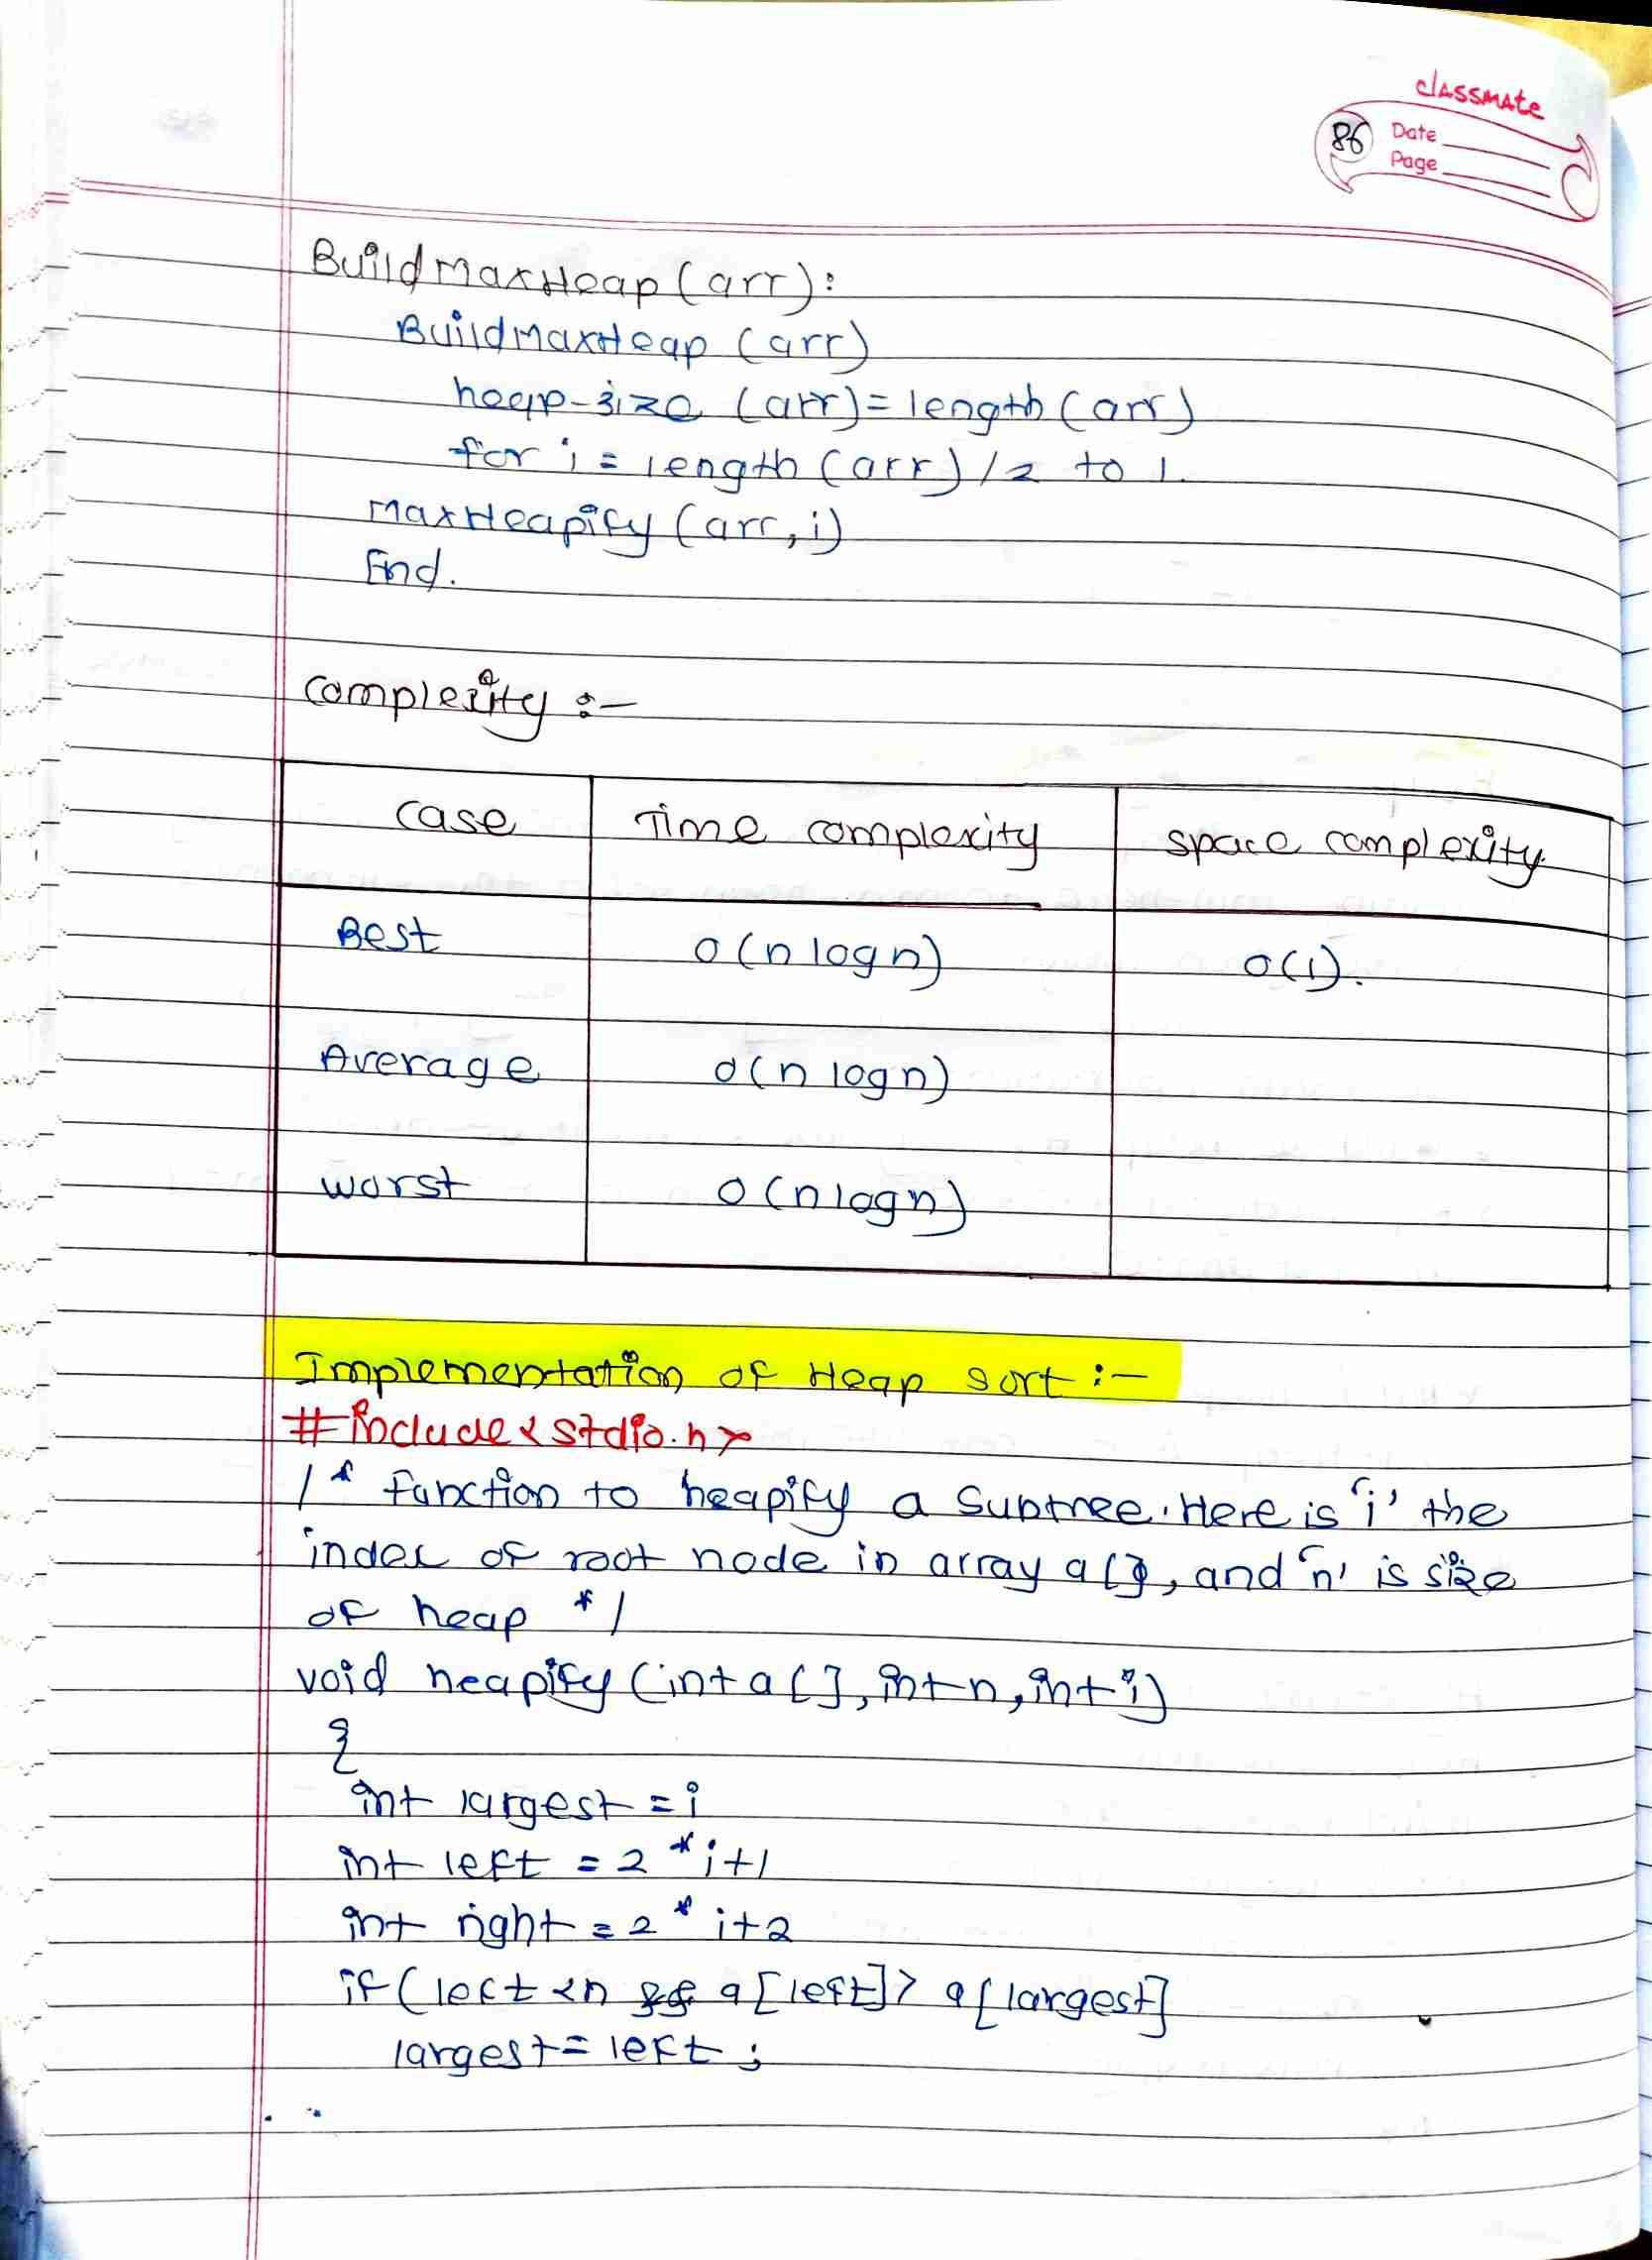 classmate
86
Date
Page
BuildMaxHeap (arr):
BuildMaxHeap (arr)
heap-size (arr) = length (arr)
for i = length (arr) /2 to 1.
MaxHeapify (arr, i)
End.
Complexity :-
Case Time complexity space complexity.
Best O(n log n) O(1).
Average O(n log n)
worst O(n log n)
Implementation of Heap sort :-
#include<stdio.h>
/* function to heapify a subtree. Here is 'i' the
index of root node in array a[], and 'n' is size
of heap */
void heapify (int a[], int n, int i)
{
int largest = i
int left = 2 * i+1
int right = 2 * i+2
if (left <n && a[left]> a[largest]
largest = left ;